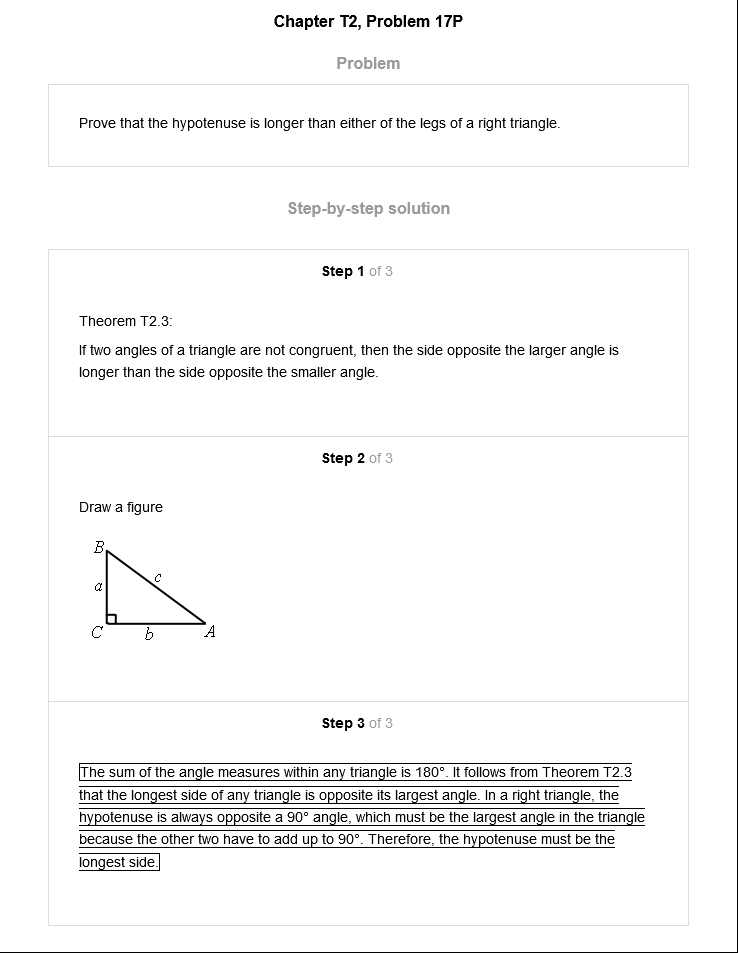 Chapter T2, Problem 17P
Problem
Prove that the hypotenuse is longer than either of the legs of a right triangle.
Step-by-step solution
Step 1 of 3
Theorem T2.3:
If two angles of a triangle are not congruent, then the side opposite the larger angle is
longer than the side opposite the smaller angle.
Step 2 of 3
Draw a figure
B
a
c
C
b
A
Step 3 of 3
The sum of the angle measures within any triangle is 180°. It follows from Theorem T2.3
that the longest side of any triangle is opposite its largest angle. In a right triangle, the
hypotenuse is always opposite a 90° angle, which must be the largest angle in the triangle
because the other two have to add up to 90°. Therefore, the hypotenuse must be the
longest side.